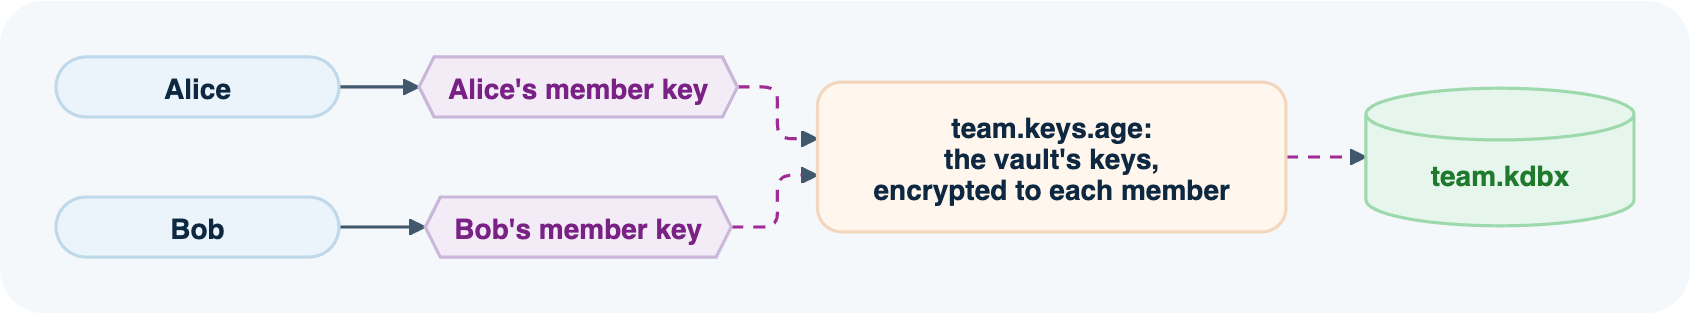 Alice
Alice's member key
team.keys.age:
the vault's keys,
encrypted to each member
team.kdbx
Bob
Bob's member key